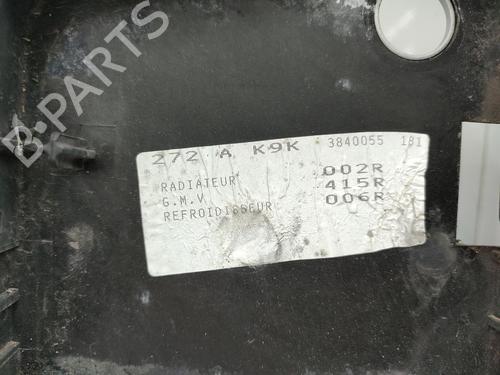 B-PARTS
272 A K9K 3840055 181
RADIATEUR 002R
G.M.V 415R
REFROIDISSEUR 006R